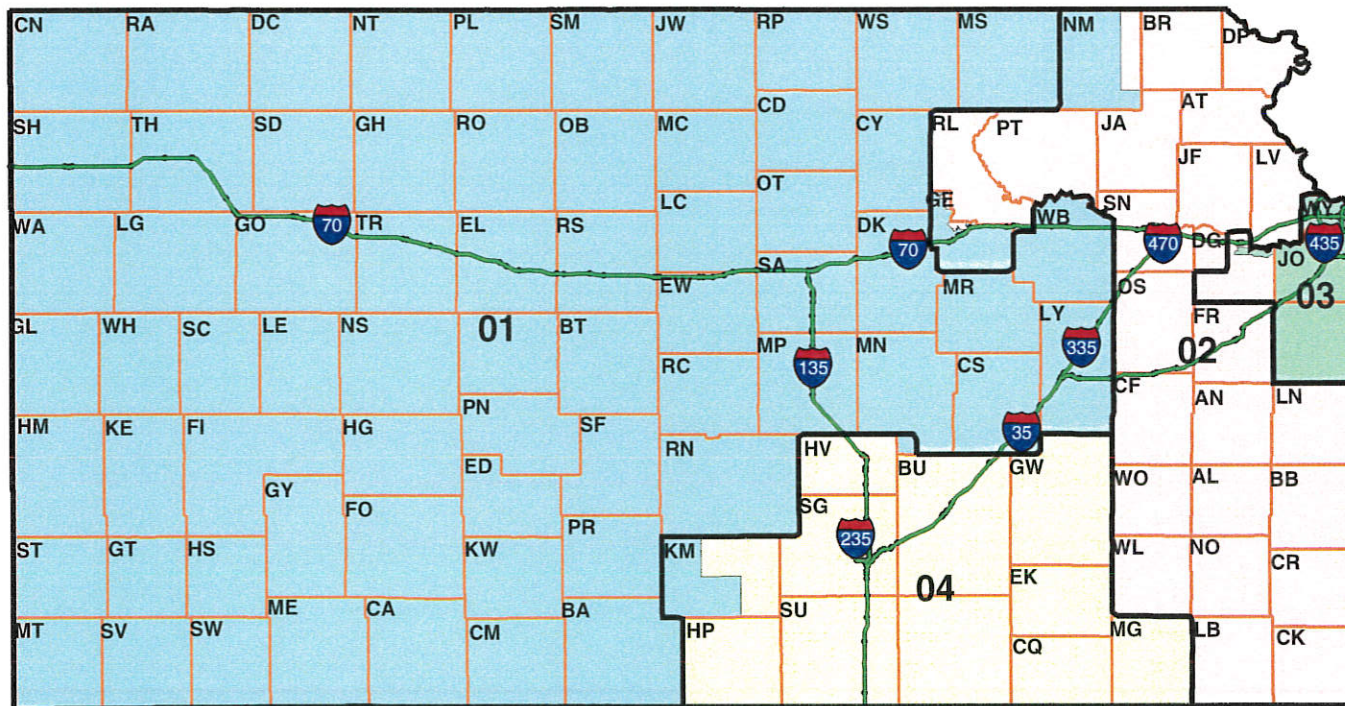 CN RA DC NT PL SM JW RP WS MS NM BR DP
CD AT
SH TH SD GH RO OB MC CY RL PT JA
JF LV
OT
LC GE SN WY
WA LG GO 70 TR EL RS DK 70 WB 470 DG 435
SA JO
EW MR OS 03
GL WH SC LE NS 01 BT LY FR
MP MN 335 02
RC 135 CS CF
PN AN LN
HM KE FI HG SF 35
RN HV BU GW
ED WO AL BB
GY SG
FO
PR 235
ST GT HS KW KM WL NO
CR
EK
04
ME CA BA SU
MT SV SW CM HP MG LB CK
CQ